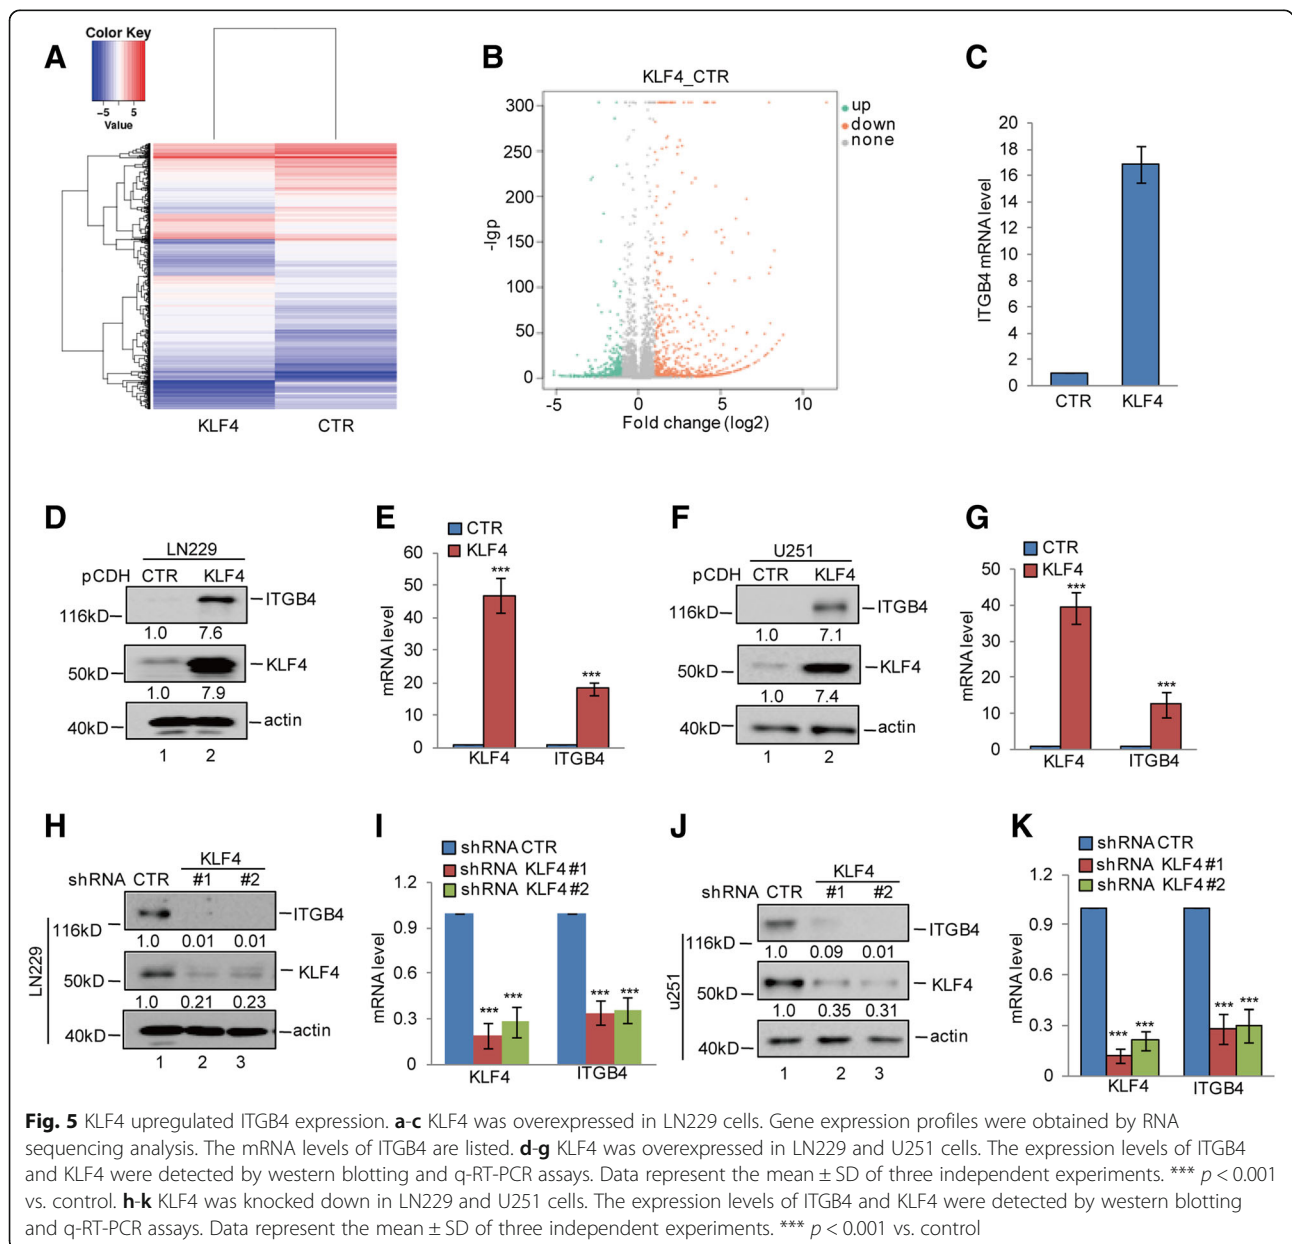 A
Color Key
−5 5
Value
KLF4 CTR
B
KLF4_CTR
up
down
none
300
250
200
150
100
50
0
-lgp
-5 0 5 10
Fold change (log2)
C
20
18
16
14
12
10
8
6
4
2
0
ITGB4 mRNA level
CTR KLF4
D
LN229
pCDH CTR KLF4
ITGB4
116kD
1.0 7.6
KLF4
50kD
1.0 7.9
actin
40kD
1 2
E
CTR
KLF4
60
50
40
30
20
10
0
mRNA level
***
***
KLF4 ITGB4
F
U251
pCDH CTR KLF4
ITGB4
116kD
1.0 7.1
KLF4
50kD
1.0 7.4
actin
40kD
1 2
G
CTR
KLF4
50
40
30
20
10
0
mRNA level
***
***
KLF4 ITGB4
H
KLF4
shRNA CTR #1 #2
ITGB4
116kD
1.0 0.01 0.01
KLF4
50kD
1.0 0.21 0.23
actin
40kD
1 2 3
LN229
I
shRNA CTR
shRNA KLF4#1
shRNA KLF4#2
1.2
0.9
0.6
0.3
0
mRNA level
*** *** *** ***
KLF4 ITGB4
J
KLF4
shRNA CTR #1 #2
ITGB4
116kD
1.0 0.09 0.01
KLF4
50kD
1.0 0.35 0.31
actin
40kD
1 2 3
u251
K
shRNA CTR
shRNA KLF4#1
shRNA KLF4#2
1.2
0.9
0.6
0.3
0
mRNA level
*** *** *** ***
KLF4 ITGB4
Fig. 5 KLF4 upregulated ITGB4 expression. a-c KLF4 was overexpressed in LN229 cells. Gene expression profiles were obtained by RNA
sequencing analysis. The mRNA levels of ITGB4 are listed. d-g KLF4 was overexpressed in LN229 and U251 cells. The expression levels of ITGB4
and KLF4 were detected by western blotting and q-RT-PCR assays. Data represent the mean ± SD of three independent experiments. *** p < 0.001
vs. control. h-k KLF4 was knocked down in LN229 and U251 cells. The expression levels of ITGB4 and KLF4 were detected by western blotting
and q-RT-PCR assays. Data represent the mean ± SD of three independent experiments. *** p < 0.001 vs. control